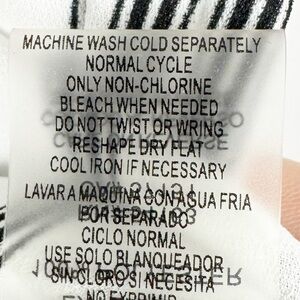 MACHINE WASH COLD SEPARATELY
NORMAL CYCLE
ONLY NON-CHLORINE
BLEACH WHEN NEEDED
DO NOT TWIST OR WRING
RESHAPE DRY FLAT
COOL IRON IF NECESSARY
LAVAR A MAQUINA CON AGUA FRIA
POR SEPARADO
CICLO NORMAL
USE SOLO BLANQUEADOR
SIN CLORO SI NECESITA
NO EXPRIMIR